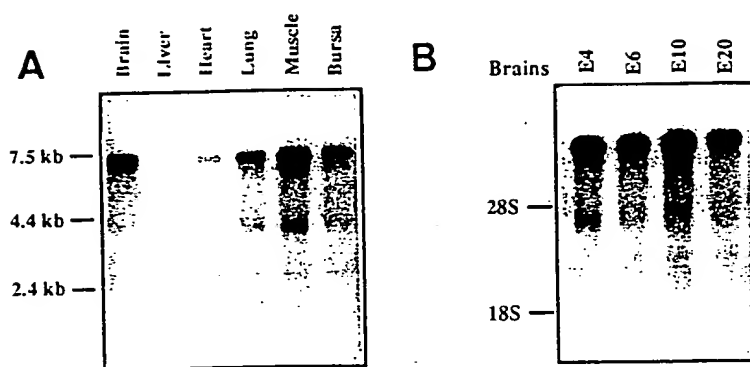 A
Brain
Liver
Heart
Lung
Muscle
Bursa
7.5 kb
4.4 kb
2.4 kb
B
Brains
E4
E6
E10
E20
28S
18S